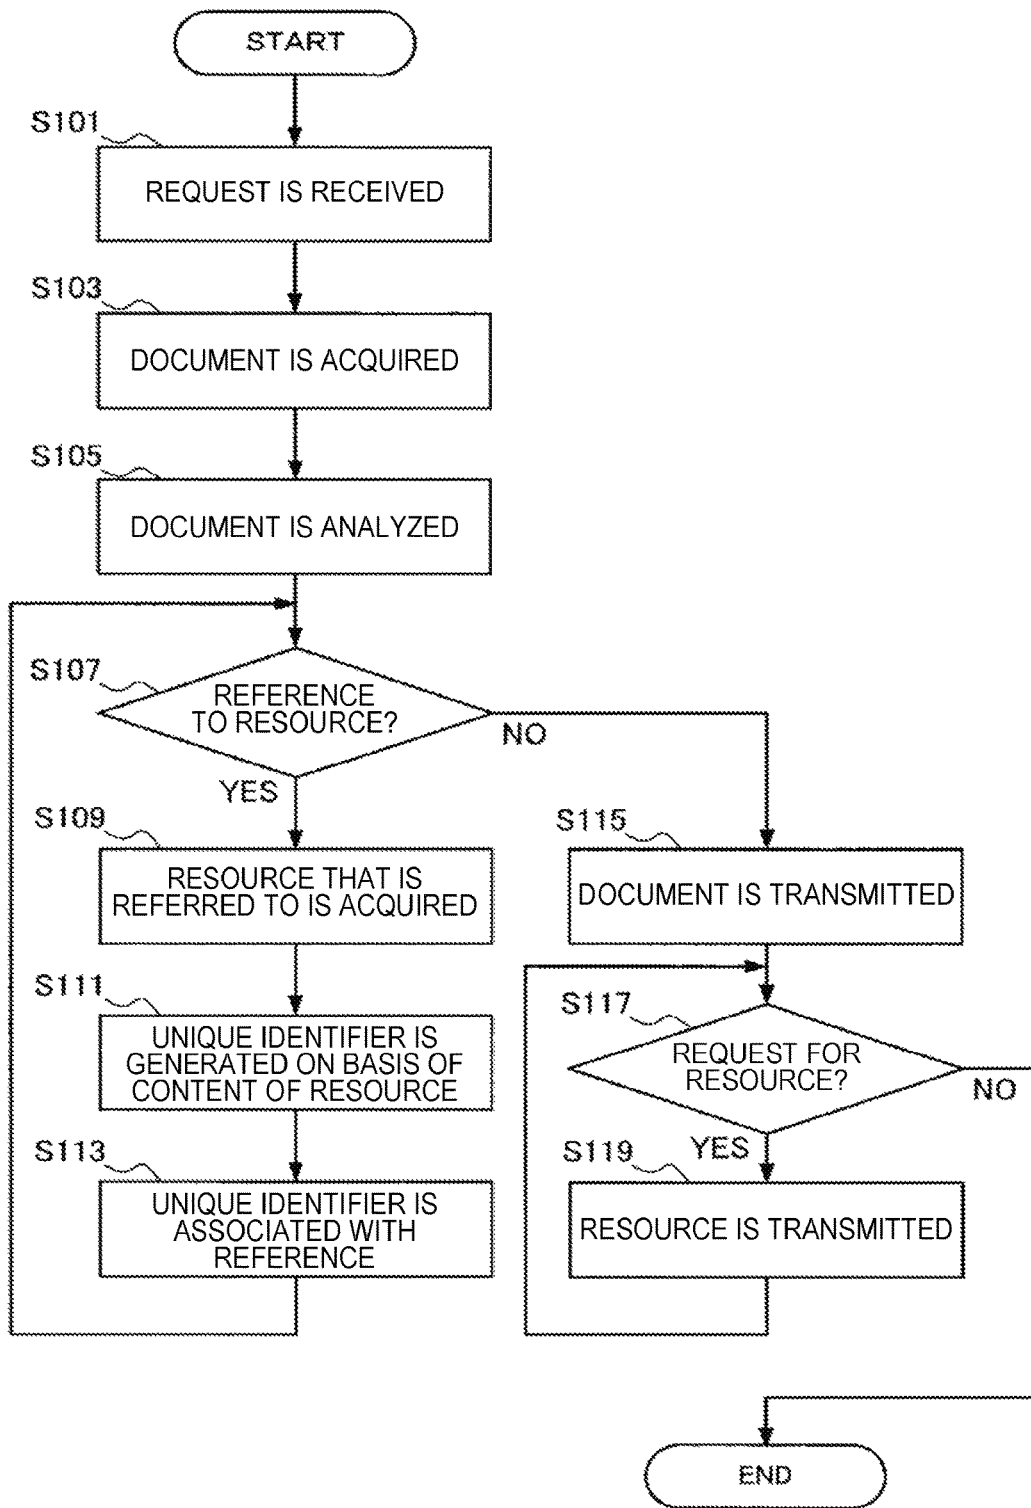 START
S101
REQUEST IS RECEIVED
S103
DOCUMENT IS ACQUIRED
S105
DOCUMENT IS ANALYZED
S107
REFERENCE
TO RESOURCE?
NO
YES
S109
RESOURCE THAT IS
REFERRED TO IS ACQUIRED
S111
UNIQUE IDENTIFIER IS
GENERATED ON BASIS OF
CONTENT OF RESOURCE
S113
UNIQUE IDENTIFIER IS
ASSOCIATED WITH
REFERENCE
S115
DOCUMENT IS TRANSMITTED
S117
REQUEST FOR
RESOURCE?
NO
YES
S119
RESOURCE IS TRANSMITTED
END